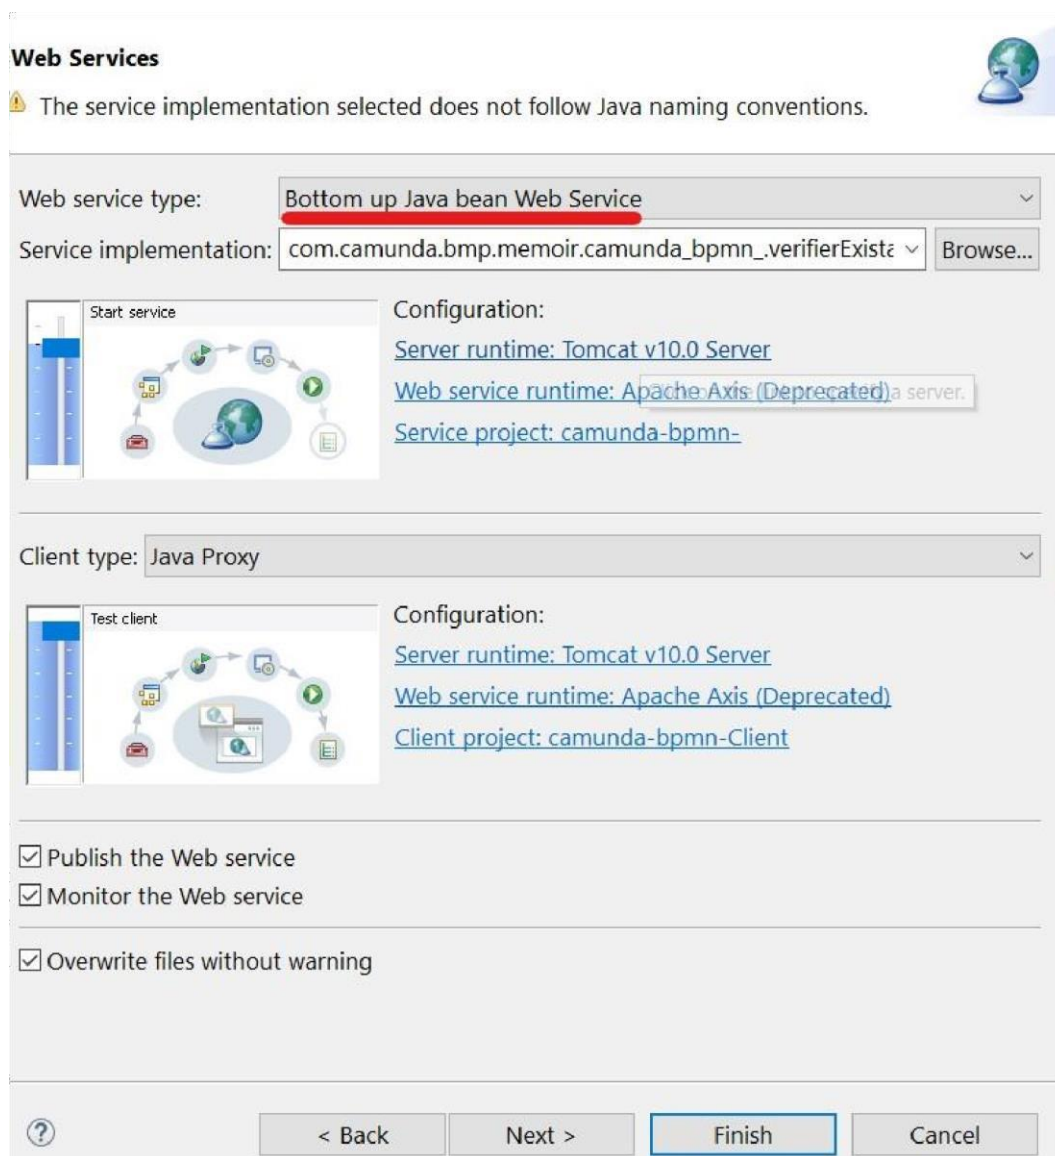 Web Services
The service implementation selected does not follow Java naming conventions.
Web service type: Bottom up Java bean Web Service
Service implementation: com.camunda.bmp.memoir.camunda_bpmn_.verifierExista Browse...
Start service
Configuration:
Server runtime: Tomcat v10.0 Server
Web service runtime: Apache Axis (Deprecated) a server.
Service project: camunda-bpmn-
Client type: Java Proxy
Test client
Configuration:
Server runtime: Tomcat v10.0 Server
Web service runtime: Apache Axis (Deprecated)
Client project: camunda-bpmn-Client
Publish the Web service
Monitor the Web service
Overwrite files without warning
? < Back Next > Finish Cancel